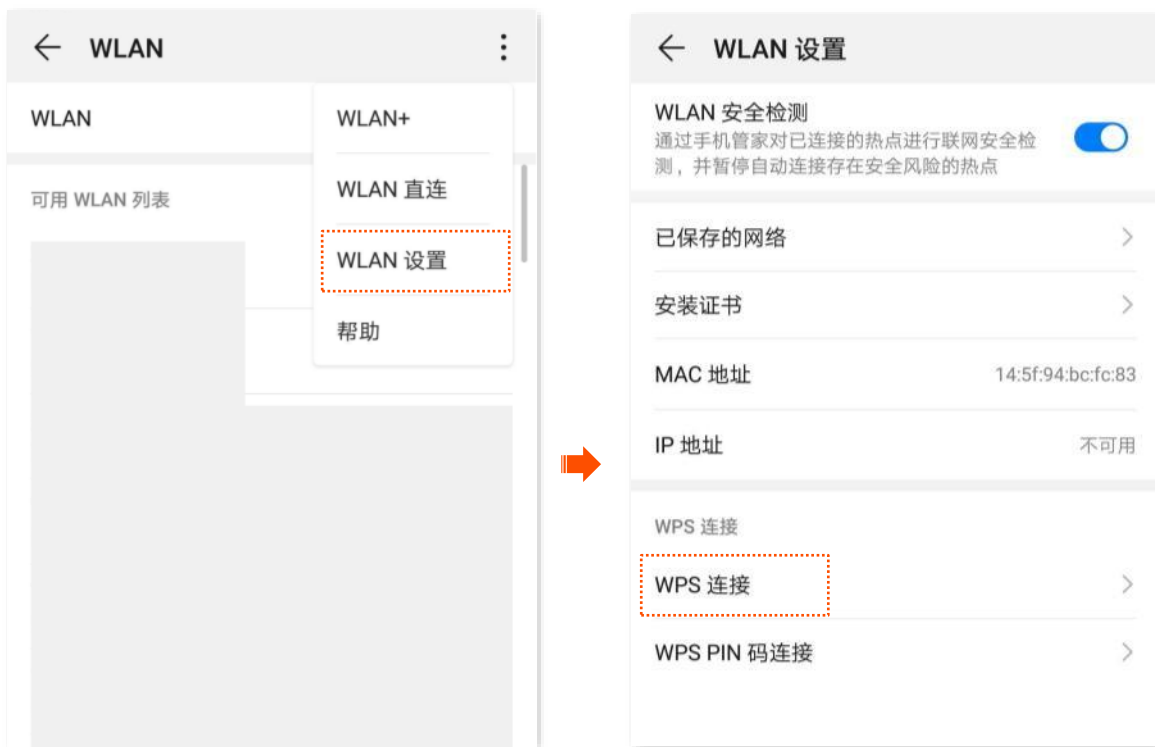 WLAN
WLAN
WLAN+
WLAN 直连
可用 WLAN 列表
WLAN 设置
帮助
WLAN 设置
WLAN 安全检测
通过手机管家对已连接的热点进行联网安全检
测，并暂停自动连接存在安全风险的热点
已保存的网络
安装证书
MAC 地址 14:5f:94:bc:fc:83
IP 地址 不可用
WPS 连接
WPS 连接
WPS PIN 码连接